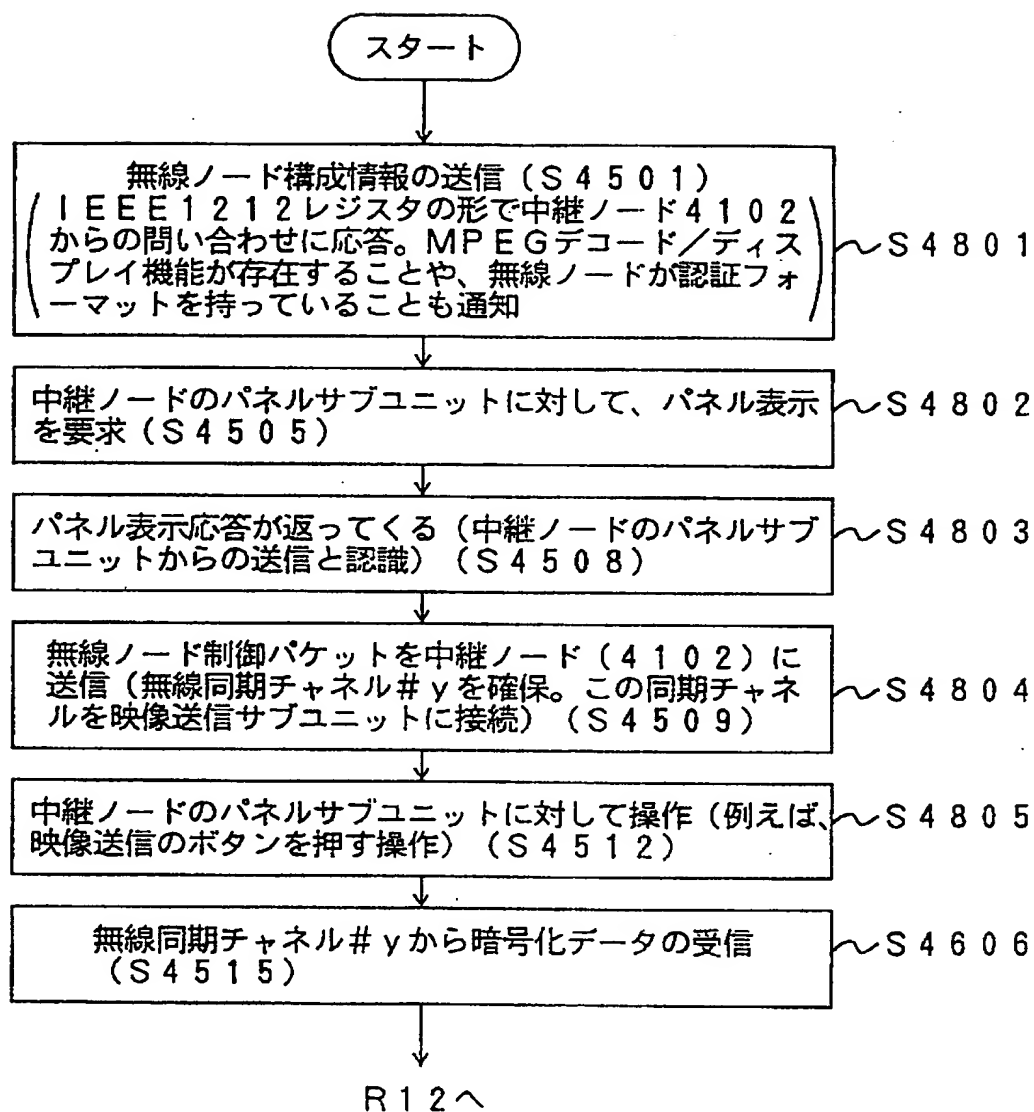 スタート
無線ノード構成情報の送信（S4501）
IEEE1212レジスタの形で中継ノード4102
からの問い合わせに応答。MPEGデコード／ディス
プレイ機能が存在することや、無線ノードが認証フォ
ーマットを持っていることも通知
S4801
中継ノードのパネルサブユニットに対して、パネル表示
を要求（S4505）
S4802
パネル表示応答が返ってくる（中継ノードのパネルサブ
ユニットからの送信と認識）（S4508）
S4803
無線ノード制御パケットを中継ノード（4102）に
送信（無線同期チャネル＃yを確保。この同期チャネ
ルを映像送信サブユニットに接続）（S4509）
S4804
中継ノードのパネルサブユニットに対して操作（例えば、
映像送信のボタンを押す操作）（S4512）
S4805
無線同期チャネル＃yから暗号化データの受信
（S4515）
S4606
R12へ